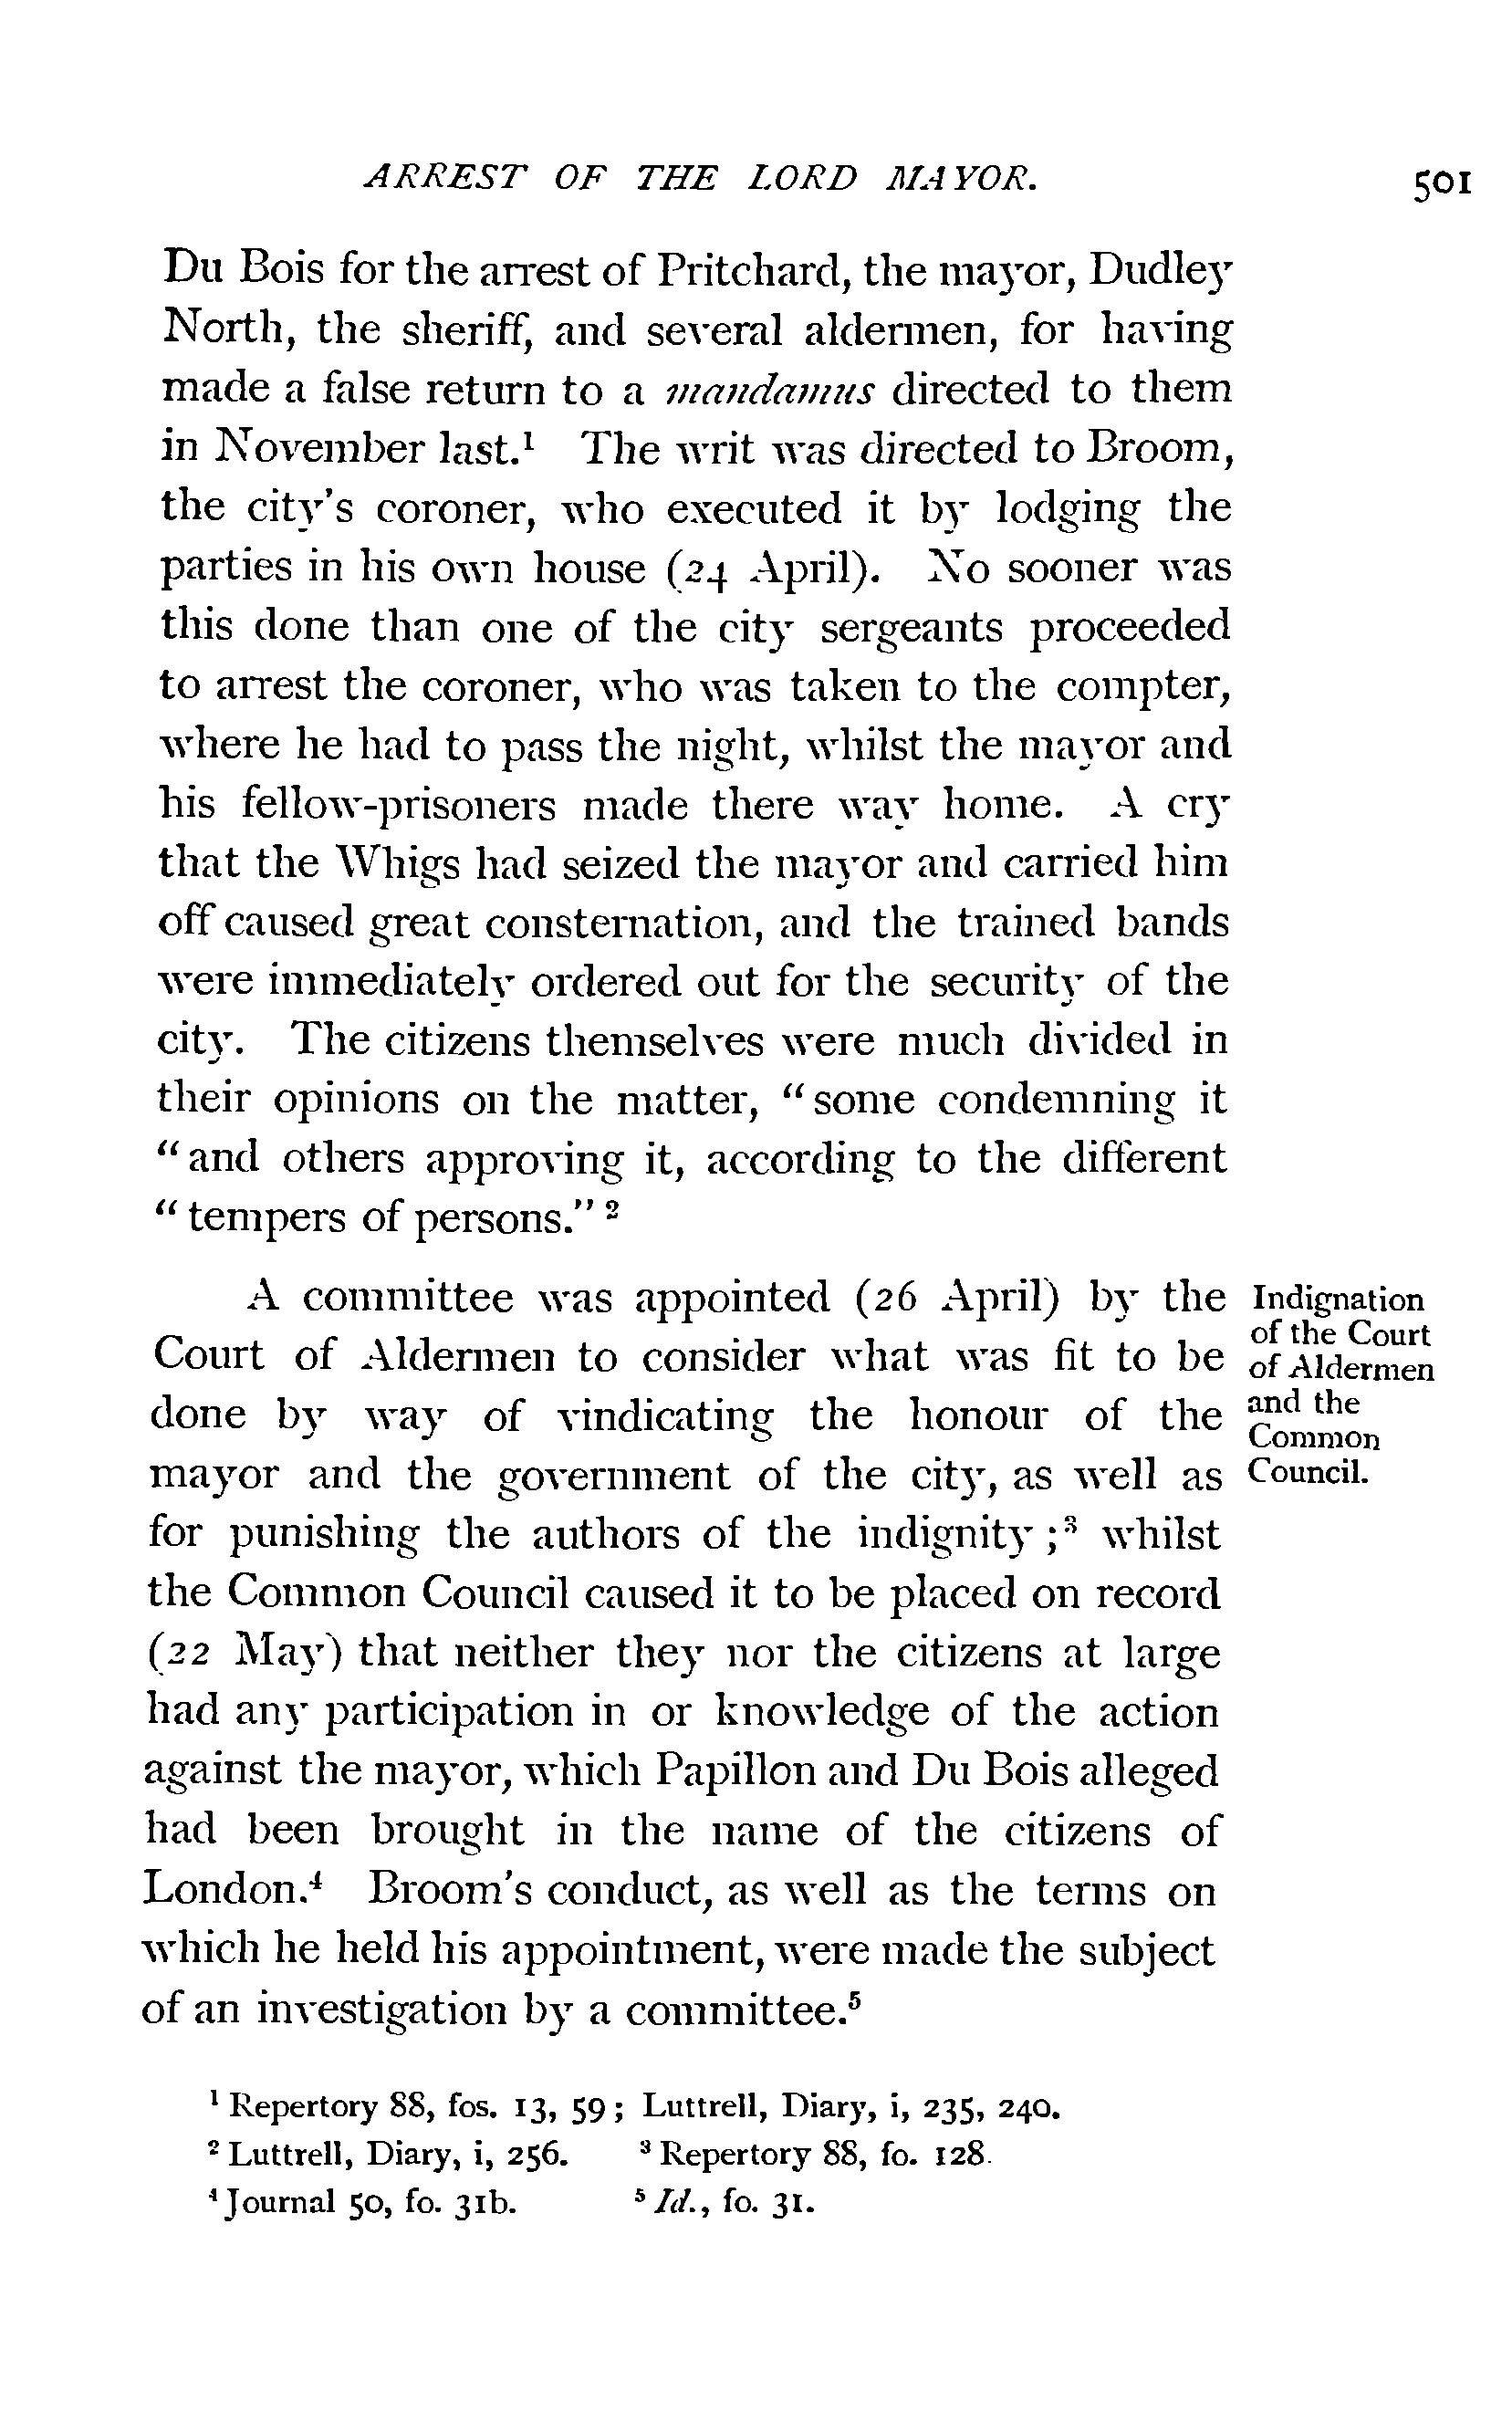 ARREST OF THE LORD MAYOR. 501
Du Bois for the arrest of Pritchard, the mayor, Dudley
North, the sheriff, and several aldermen, for having
made a false return to a mandamus directed to them
in November last.¹ The writ was directed to Broom,
the city's coroner, who executed it by lodging the
parties in his own house (24 April). No sooner was
this done than one of the city sergeants proceeded
to arrest the coroner, who was taken to the compter,
where he had to pass the night, whilst the mayor and
his fellow-prisoners made there way home. A cry
that the Whigs had seized the mayor and carried him
off caused great consternation, and the trained bands
were immediately ordered out for the security of the
city. The citizens themselves were much divided in
their opinions on the matter, "some condemning it
"and others approving it, according to the different
"tempers of persons." ²
A committee was appointed (26 April) by the
Court of Aldermen to consider what was fit to be
done by way of vindicating the honour of the
mayor and the government of the city, as well as
for punishing the authors of the indignity;³ whilst
the Common Council caused it to be placed on record
(22 May) that neither they nor the citizens at large
had any participation in or knowledge of the action
against the mayor, which Papillon and Du Bois alleged
had been brought in the name of the citizens of
London.⁴ Broom's conduct, as well as the terms on
which he held his appointment, were made the subject
of an investigation by a committee.⁵
Indignation
of the Court
of Aldermen
and the
Common
Council.
¹ Repertory 88, fos. 13, 59; Luttrell, Diary, i, 235, 240.
² Luttrell, Diary, i, 256. ³ Repertory 88, fo. 128.
⁴ Journal 50, fo. 31b. ⁵ Id., fo. 31.